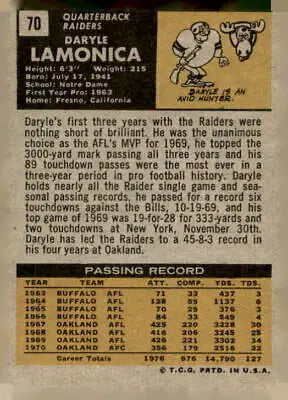 70
QUARTERBACK
RAIDERS
DARYLE
LAMONICA
Height: 6'3" Weight: 215
Born: July 17, 1941
School: Notre Dame
First Year Pro: 1963
Home: Fresno, California
DARYLE IS AN
AVID HUNTER.
Daryle's first three years with the Raiders were
nothing short of brilliant. He was the unanimous
choice as the AFL's MVP for 1969, he topped the
3000-yard mark passing all three years and his
89 touchdown passes were the most ever in a
three-year period in pro football history. Daryle
holds nearly all the Raider single game and sea-
sonal passing records, he passed for a record six
touchdowns against the Bills, 10-19-69, and his
top game of 1969 was 19-for-28 for 333-yards and
two touchdowns at New York, November 30th.
Daryle has led the Raiders to a 45-8-3 record in
his four years at Oakland.
PASSING RECORD
YEAR TEAM ATT. COMP. YARDS TDS.
1963 BUFFALO AFL 71 33 437 3
1964 BUFFALO AFL 128 55 1137 6
1965 BUFFALO AFL 70 29 376 3
1966 BUFFALO AFL 84 33 549 4
1967 OAKLAND AFL 425 220 3228 30
1968 OAKLAND AFL 416 206 3245 25
1969 OAKLAND AFL 426 221 3302 34
1970 OAKLAND AFC 356 179 2516 22
Career Totals 1976 976 14,790 127
© T.C.G. PRTD. IN U.S.A.